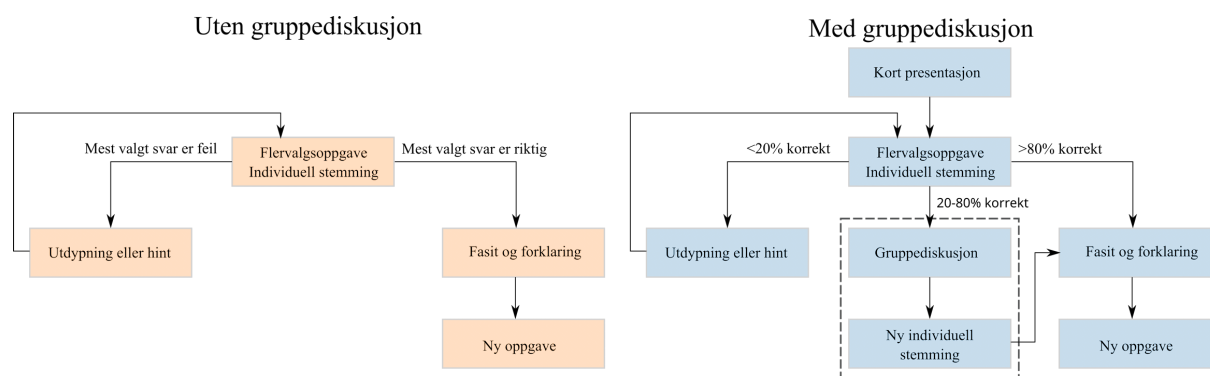 Uten gruppediskusjon
Mest valgt svar er feil
Flervalgsoppgave
Individuell stemming
Mest valgt svar er riktig
Utdypning eller hint
Fasit og forklaring
Ny oppgave
Med gruppediskusjon
Kort presentasjon
<20% korrekt
Flervalgsoppgave
Individuell stemming
>80% korrekt
20-80% korrekt
Utdypning eller hint
Gruppediskusjon
Fasit og forklaring
Ny individuell
stemming
Ny oppgave